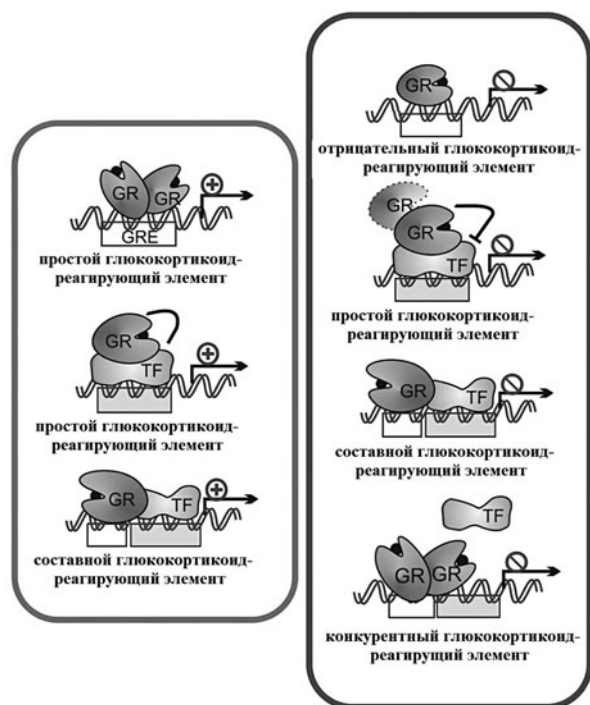 GR
GR
GRE
простой глюкокортикоид-
реагирующий элемент
GR
TF
простой глюкокортикоид-
реагирующий элемент
GR
TF
составной глюкокортикоид-
реагирующий элемент
GR
отрицательный глюкокортикоид-
реагирующий элемент
GR
GR
TF
простой глюкокортикоид-
реагирующий элемент
GR
TF
составной глюкокортикоид-
реагирующий элемент
TF
GR
GR
конкурентный глюкокортикоид-
реагирущий элемент